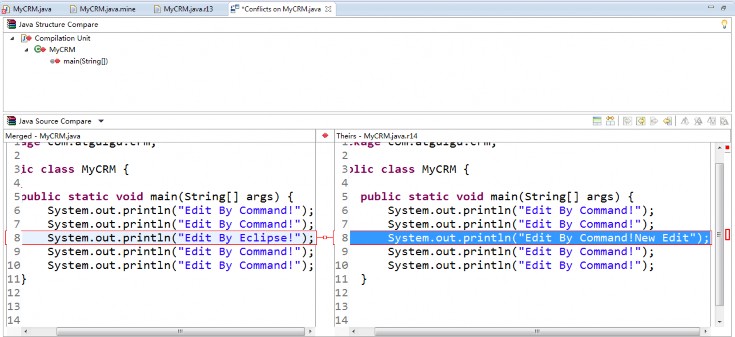 MyCRM.java MyCRM.java.mine MyCRM.java.r13 *Conflicts on MyCRM.java
Java Structure Compare
Compilation Unit
MyCRM
main(String[])
Java Source Compare
Merged - MyCRM.java
1age com.atguigu.crm;
2
3ic class MyCRM {
4
5public static void main(String[] args) {
6 System.out.println("Edit By Command!");
7 System.out.println("Edit By Command!");
8 System.out.println("Edit By Eclipse!");
9 System.out.println("Edit By Command!");
10 System.out.println("Edit By Command!");
11}
12
13
14
Theirs - MyCRM.java.r14
1kage com.atguigu.crm;
2
3lic class MyCRM {
4
5 public static void main(String[] args) {
6 System.out.println("Edit By Command!");
7 System.out.println("Edit By Command!");
8 System.out.println("Edit By Command!New Edit");
9 System.out.println("Edit By Command!");
10 System.out.println("Edit By Command!");
11 }
12
13
14